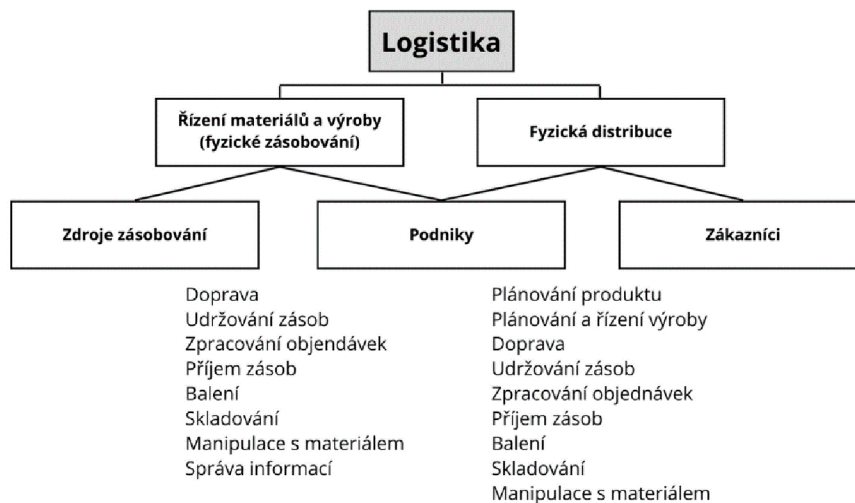 Logistika
Řízení materiálů a výroby
(fyzické zásobování)
Fyzická distribuce
Zdroje zásobování
Podniky
Zákazníci
Doprava
Udržování zásob
Zpracování objendávek
Příjem zásob
Balení
Skladování
Manipulace s materiálem
Správa informací
Plánování produktu
Plánování a řízení výroby
Doprava
Udržování zásob
Zpracování objednávek
Příjem zásob
Balení
Skladování
Manipulace s materiálem